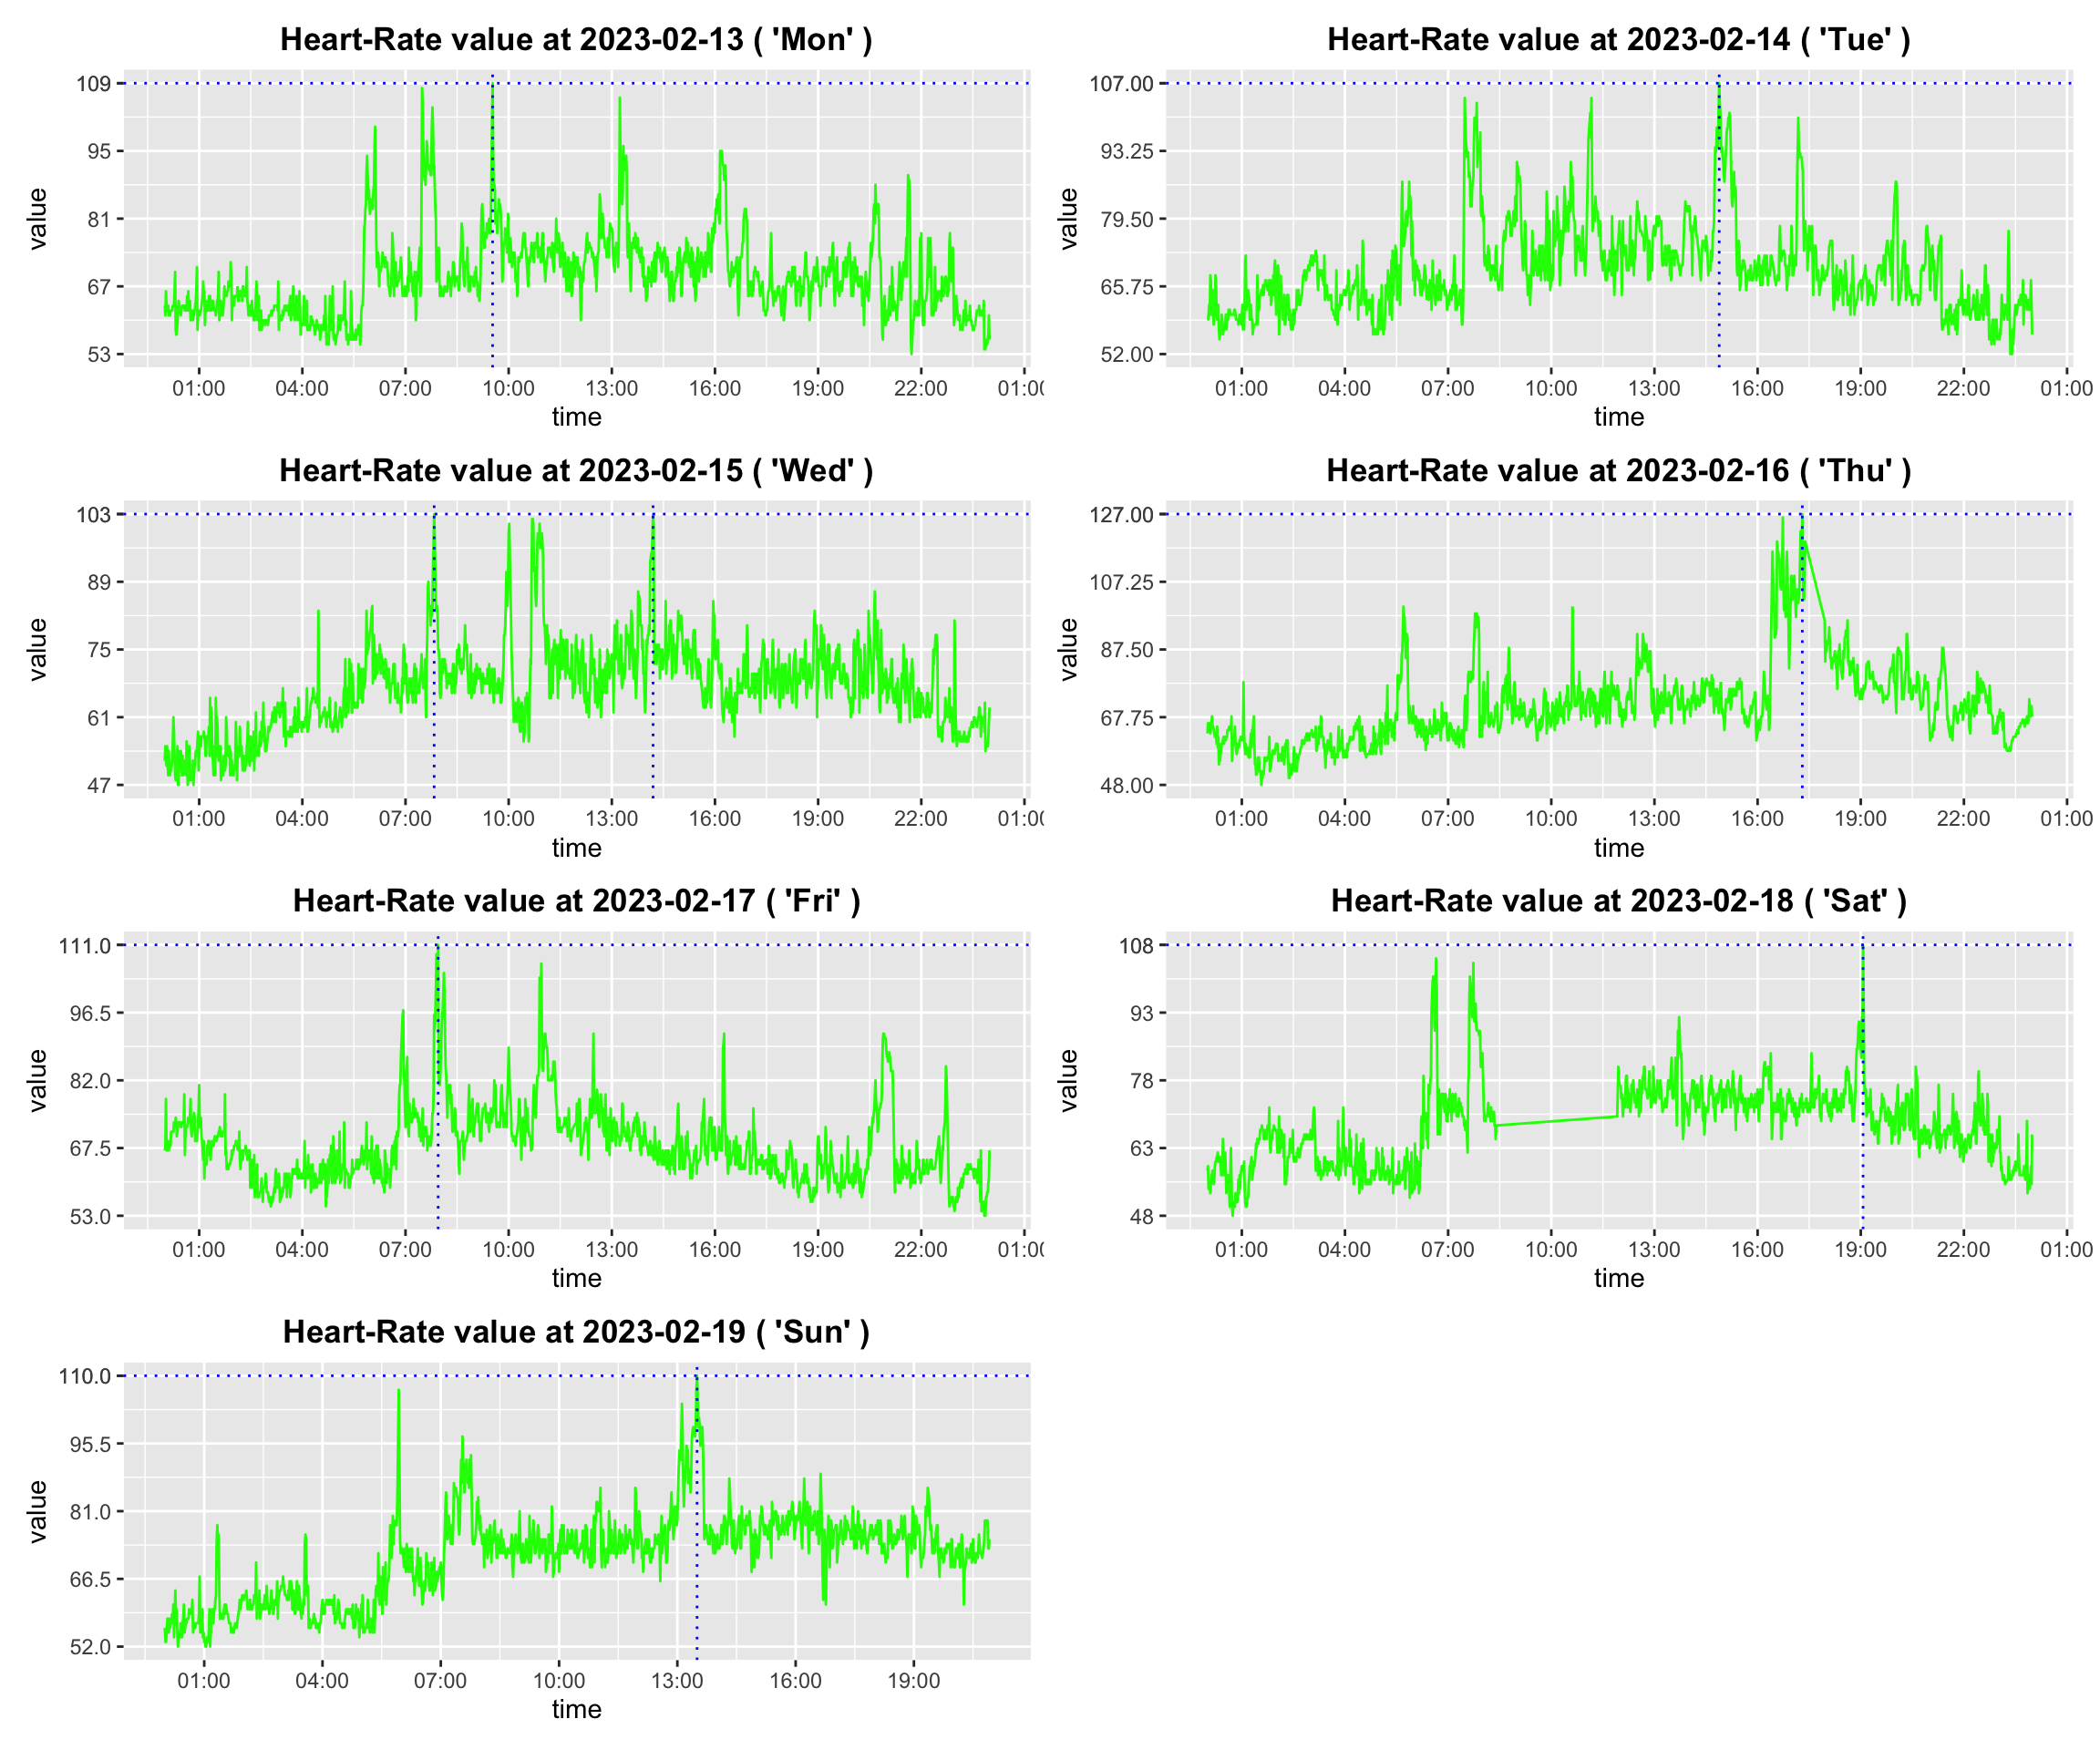 Heart-Rate value at 2023-02-13 ( 'Mon' )
109
95
81
67
53
value
01:00 04:00 07:00 10:00 13:00 16:00 19:00 22:00 01:00
time
Heart-Rate value at 2023-02-14 ( 'Tue' )
107.00
93.25
79.50
65.75
52.00
value
01:00 04:00 07:00 10:00 13:00 16:00 19:00 22:00 01:00
time
Heart-Rate value at 2023-02-15 ( 'Wed' )
103
89
75
61
47
value
01:00 04:00 07:00 10:00 13:00 16:00 19:00 22:00 01:00
time
Heart-Rate value at 2023-02-16 ( 'Thu' )
127.00
107.25
87.50
67.75
48.00
value
01:00 04:00 07:00 10:00 13:00 16:00 19:00 22:00 01:00
time
Heart-Rate value at 2023-02-17 ( 'Fri' )
111.0
96.5
82.0
67.5
53.0
value
01:00 04:00 07:00 10:00 13:00 16:00 19:00 22:00 01:00
time
Heart-Rate value at 2023-02-18 ( 'Sat' )
108
93
78
63
48
value
01:00 04:00 07:00 10:00 13:00 16:00 19:00 22:00 01:00
time
Heart-Rate value at 2023-02-19 ( 'Sun' )
110.0
95.5
81.0
66.5
52.0
value
01:00 04:00 07:00 10:00 13:00 16:00 19:00
time